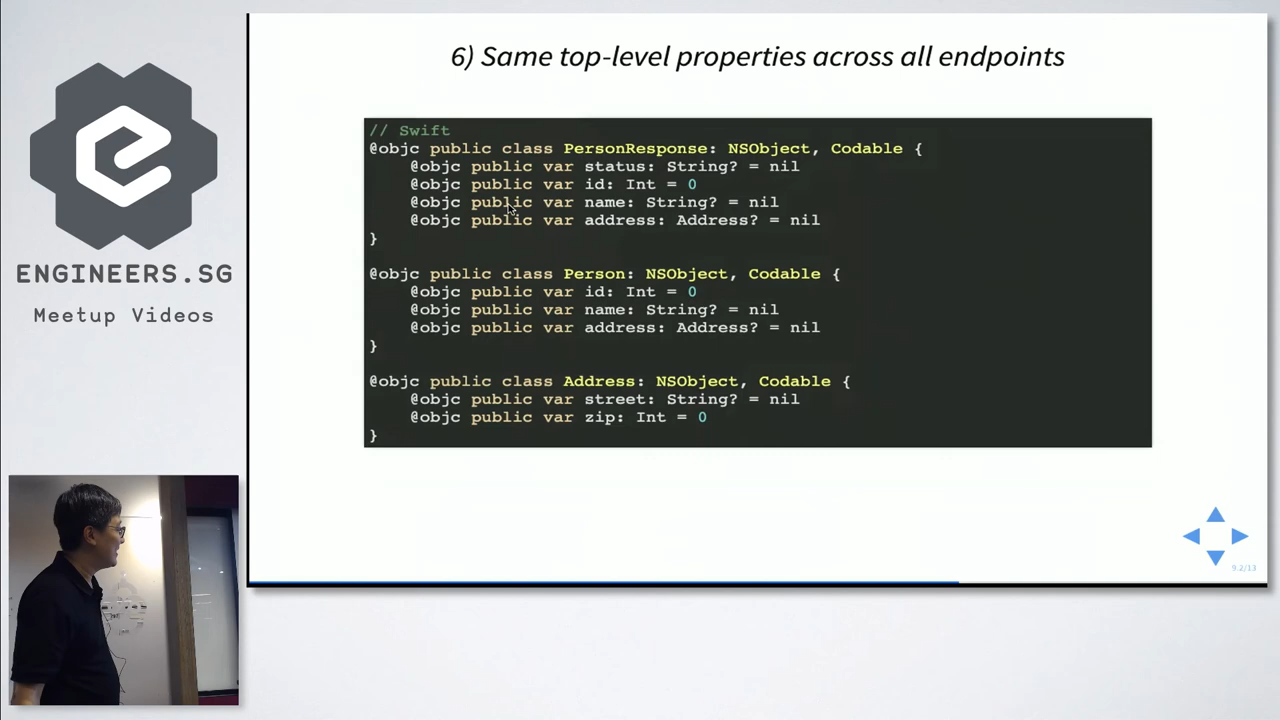 6) Same top-level properties across all endpoints
// Swift
@objc public class PersonResponse: NSObject, Codable {
    @objc public var status: String? = nil
    @objc public var id: Int = 0
    @objc public var name: String? = nil
    @objc public var address: Address? = nil
}
@objc public class Person: NSObject, Codable {
    @objc public var id: Int = 0
    @objc public var name: String? = nil
    @objc public var address: Address? = nil
}
@objc public class Address: NSObject, Codable {
    @objc public var street: String? = nil
    @objc public var zip: Int = 0
}
ENGINEERS.SG
Meetup Videos
9.2/13